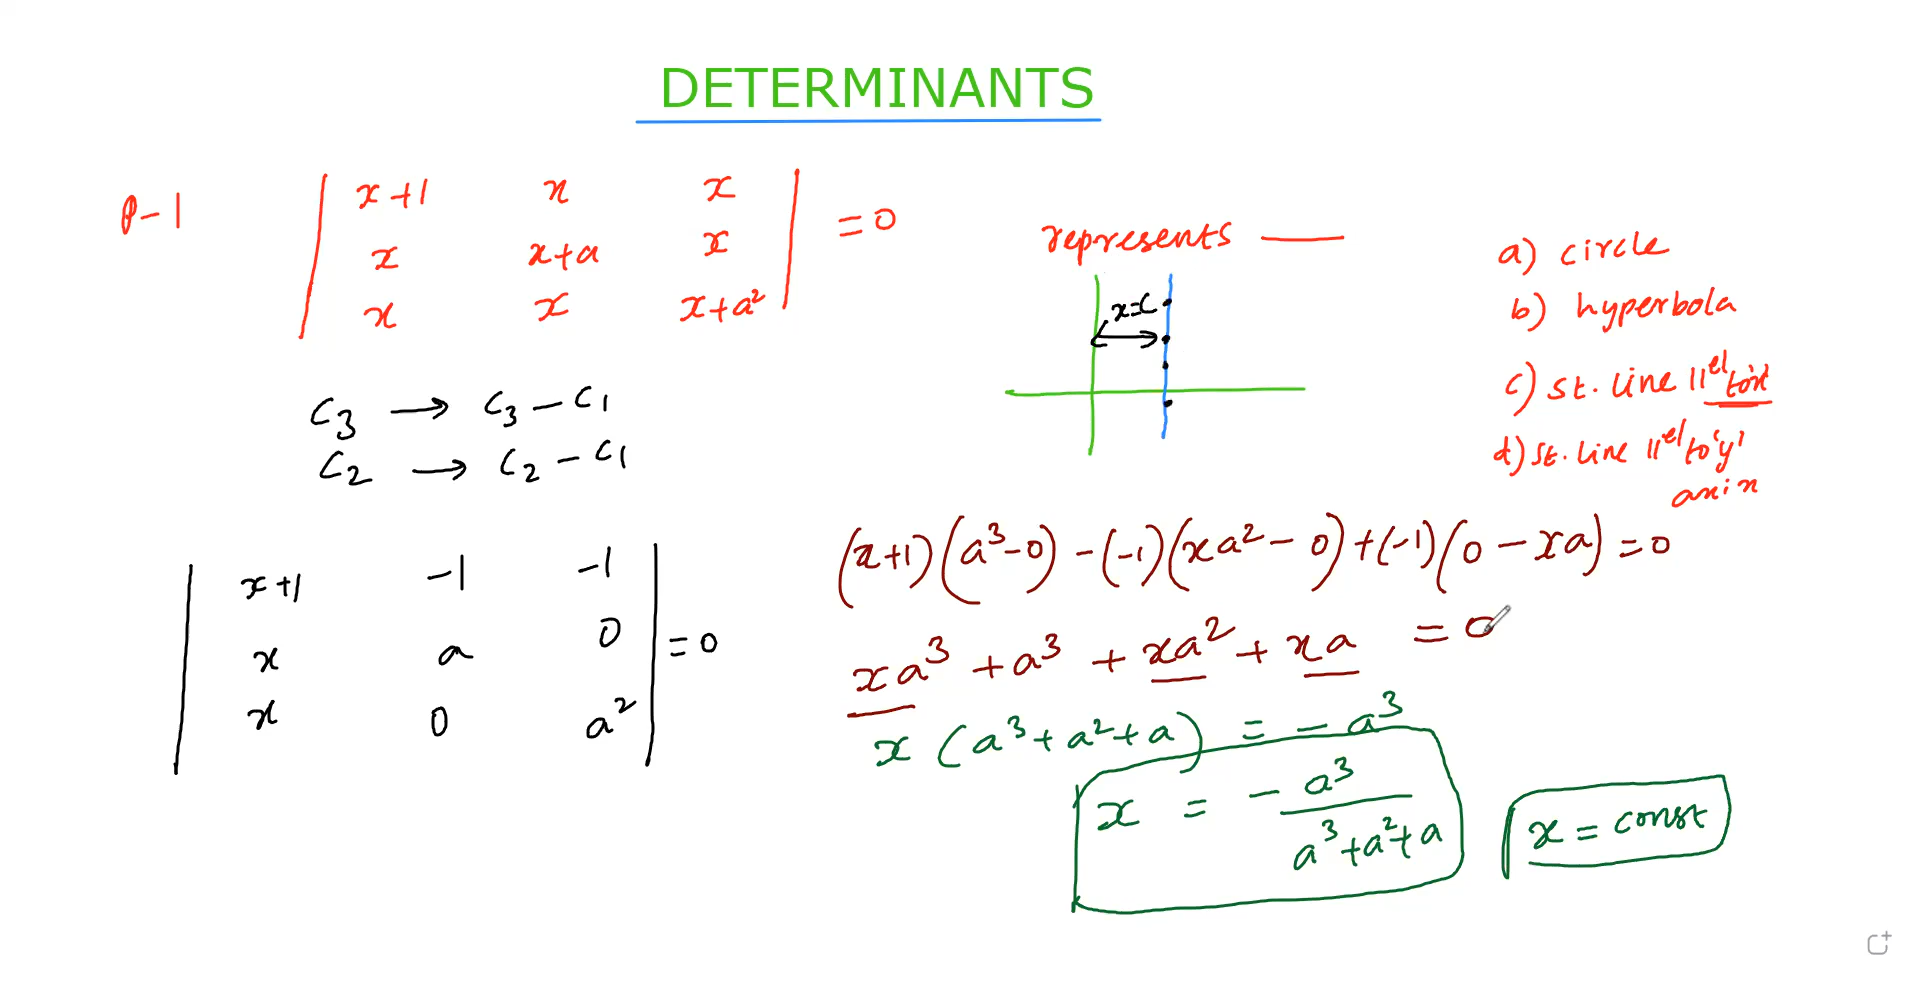 DETERMINANTS
P-1
| x+1 x x |
| x x+a x | = 0
| x x x+a² |
represents ____
x=c
a) circle
b) hyperbola
c) st. line ||el to 'x'
d) st. line ||el to 'y'
axis
C₃ → C₃ - C₁
C₂ → C₂ - C₁
| x+1 -1 -1 |
| x a 0 | = 0
| x 0 a² |
(x+1)(a³-0) - (-1)(xa² - 0) + (-1)(0 - xa) = 0
xa³ + a³ + xa² + xa = 0
x (a³ + a² + a) = - a³
x = - a³ / (a³ + a² + a)
x = const